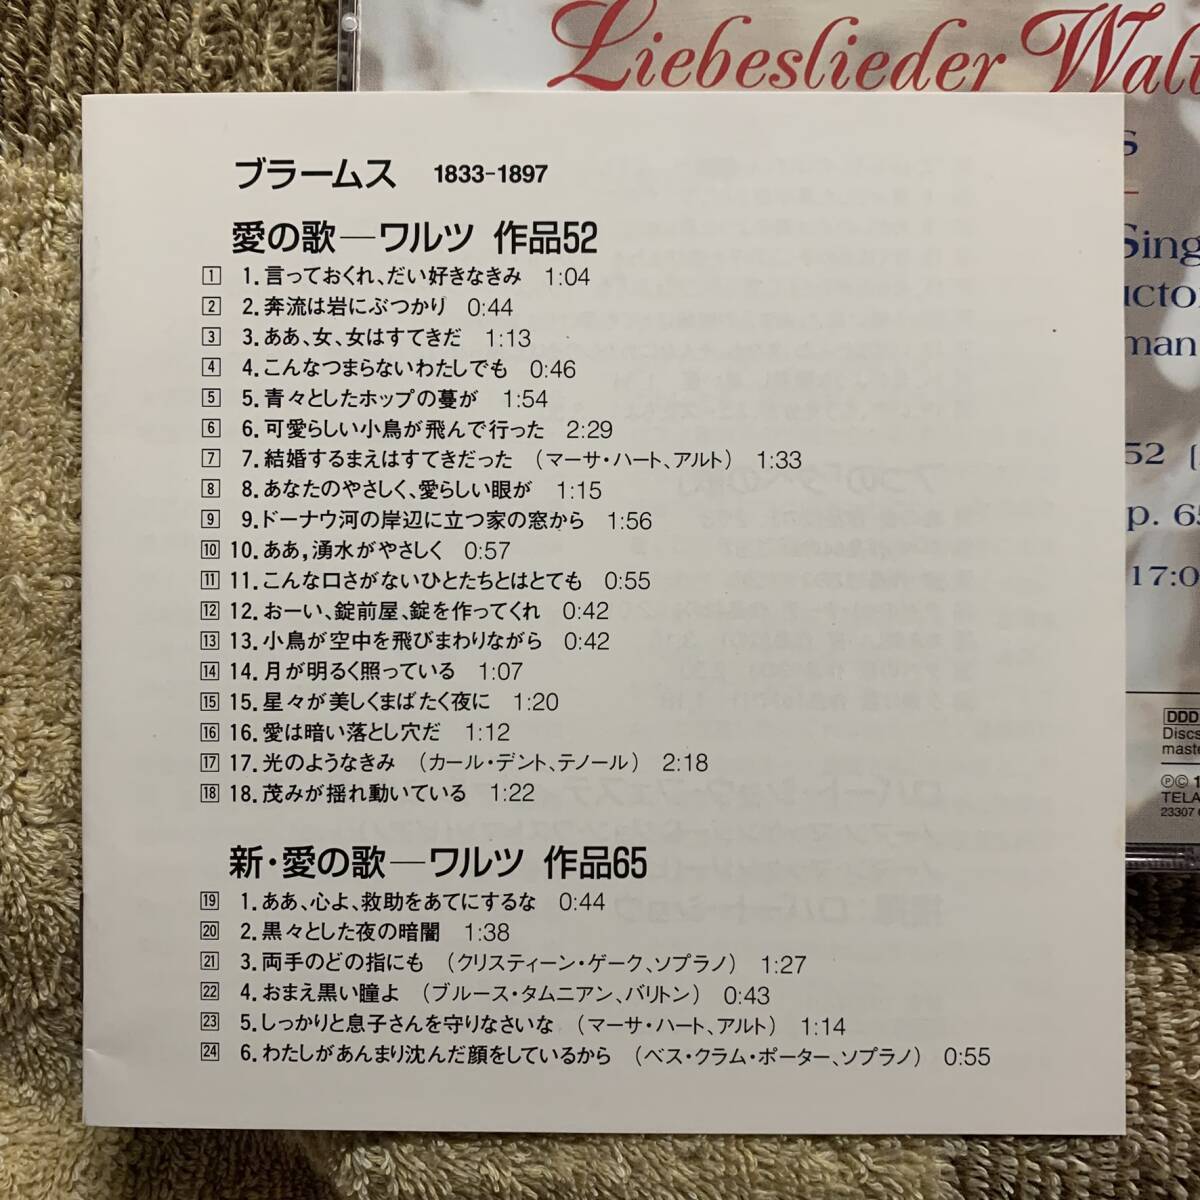 Liebeslieder
ブラームス 1833-1897
愛の歌―ワルツ 作品52
1 1.言っておくれ、だい好きなきみ 1:04
2 2.奔流は岩にぶつかり 0:44
3 3.ああ、女、女はすてきだ 1:13
4 4.こんなつまらないわたしでも 0:46
5 5.青々としたホップの蔓が 1:54
6 6.可愛らしい小鳥が飛んで行った 2:29
7 7.結婚するまえはすてきだった (マーサ・ハート、アルト) 1:33
8 8.あなたのやさしく、愛らしい眼が 1:15
9 9.ドーナウ河の岸辺に立つ家の窓から 1:56
10 10.ああ,湧水がやさしく 0:57
11 11.こんな口さがないひとたちとはとても 0:55
12 12.おーい、錠前屋、錠を作ってくれ 0:42
13 13.小鳥が空中を飛びまわりながら 0:42
14 14.月が明るく照っている 1:07
15 15.星々が美しくまばたく夜に 1:20
16 16.愛は暗い落とし穴だ 1:12
17 17.光のようなきみ (カール・デント、テノール) 2:18
18 18.茂みが揺れ動いている 1:22
新・愛の歌―ワルツ 作品65
19 1.ああ、心よ、救助をあてにするな 0:44
20 2.黒々とした夜の暗闇 1:38
21 3.両手のどの指にも (クリスティーン・ゲーク、ソプラノ) 1:27
22 4.おまえ黒い瞳よ (ブルース・タムニアン、バリトン) 0:43
23 5.しっかりと息子さんを守りなさいな (マーサ・ハート、アルト) 1:14
24 6.わたしがあんまり沈んだ顔をしているから (ベス・クラム・ポーター、ソプラノ) 0:55
52
p. 65
17:0
DDD
Discs
23307